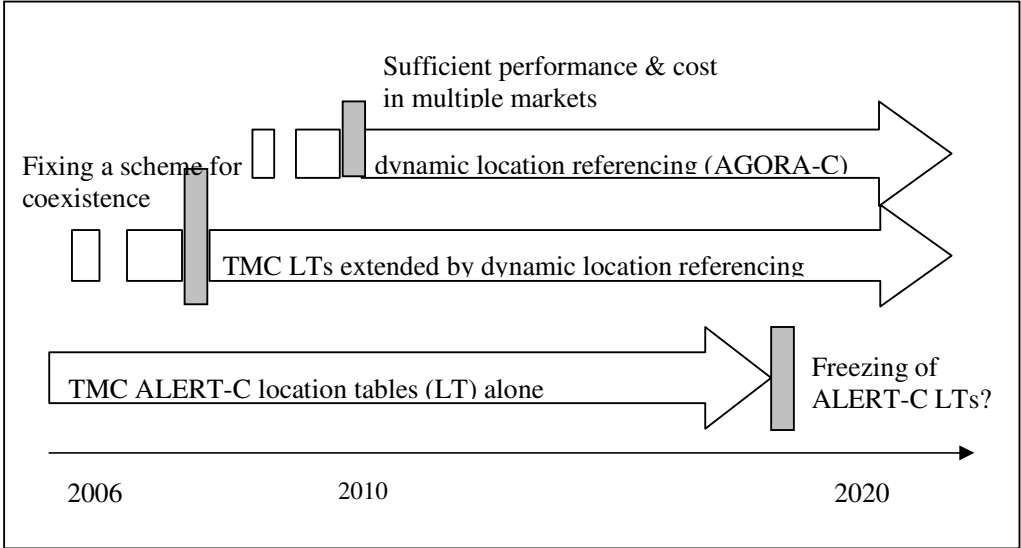 Sufficient performance & cost
in multiple markets
dynamic location referencing (AGORA-C)
Fixing a scheme for
coexistence
TMC LTs extended by dynamic location referencing
TMC ALERT-C location tables (LT) alone
Freezing of
ALERT-C LTs?
2006
2010
2020